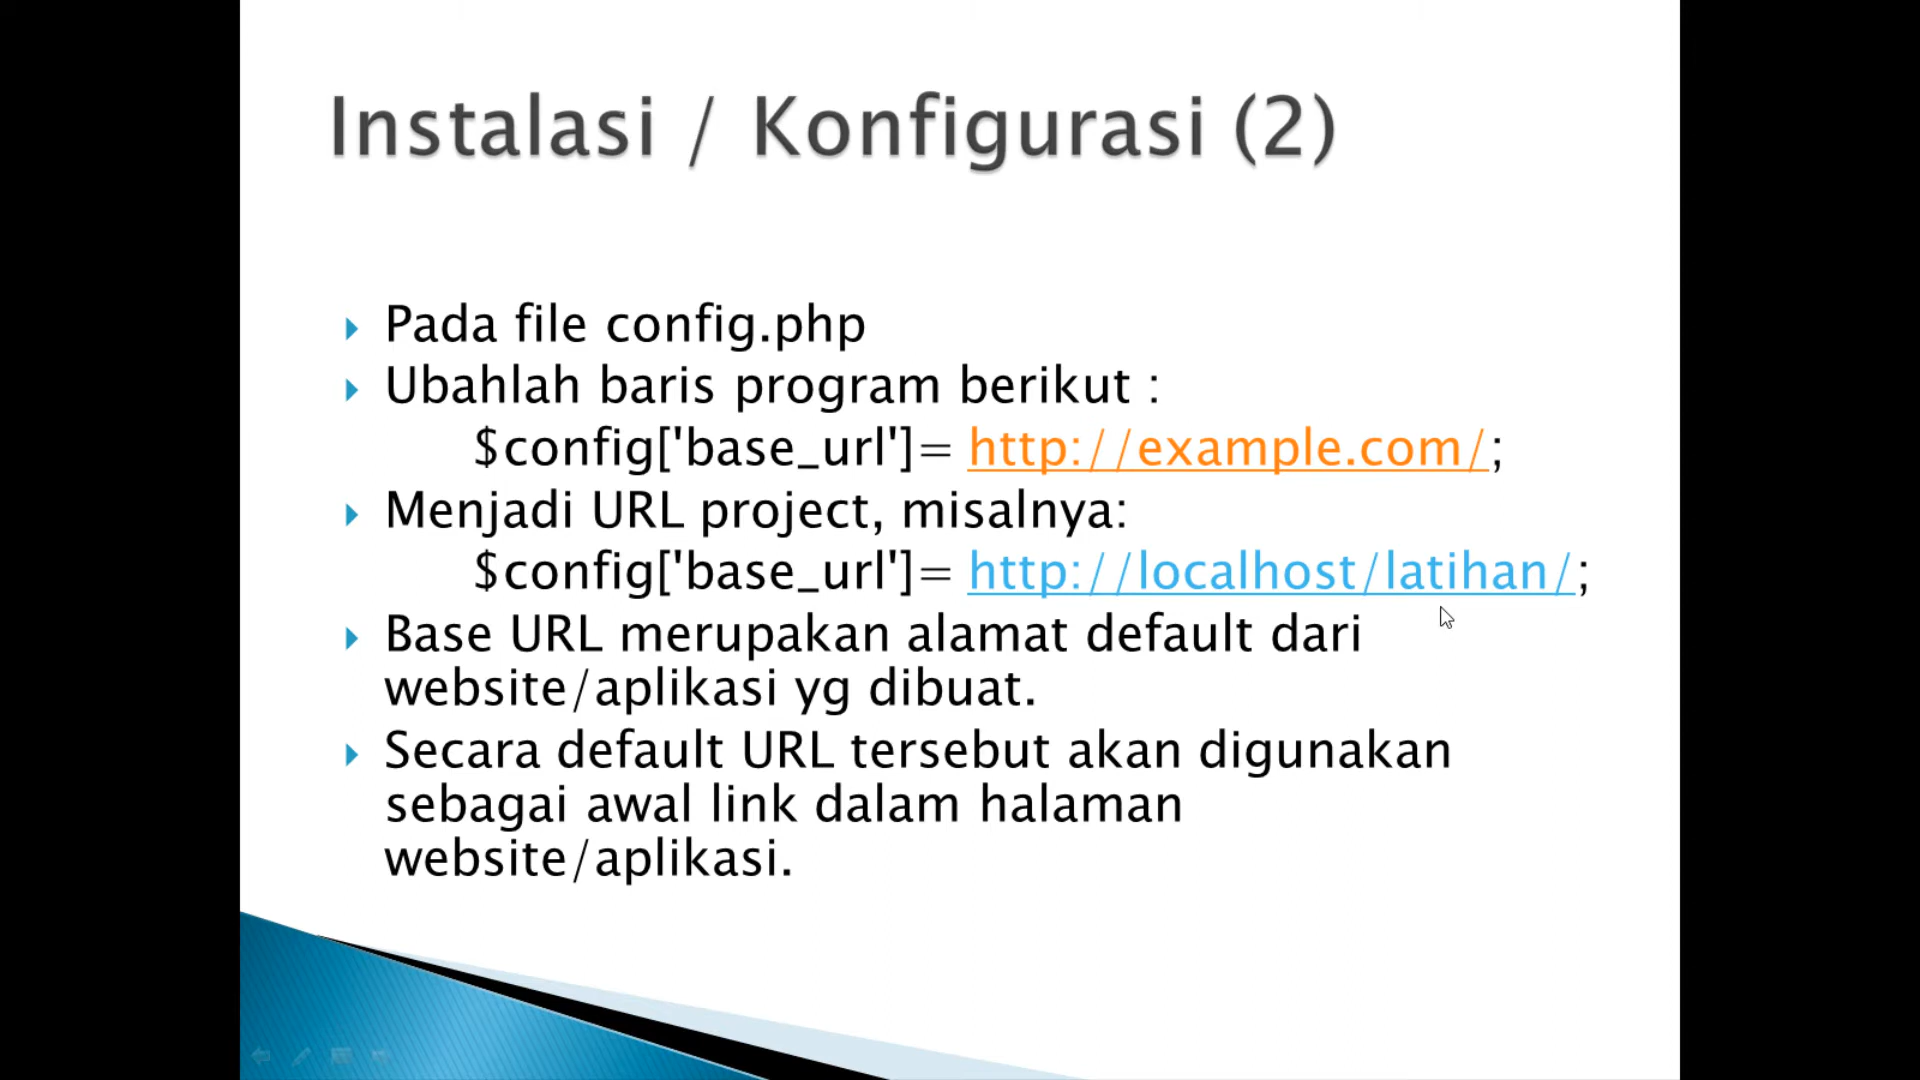 Instalasi / Konfigurasi (2)
Pada file config.php
Ubahlah baris program berikut :
$config['base_url']= http://example.com/;
Menjadi URL project, misalnya:
$config['base_url']= http://localhost/latihan/;
Base URL merupakan alamat default dari
website/aplikasi yg dibuat.
Secara default URL tersebut akan digunakan
sebagai awal link dalam halaman
website/aplikasi.